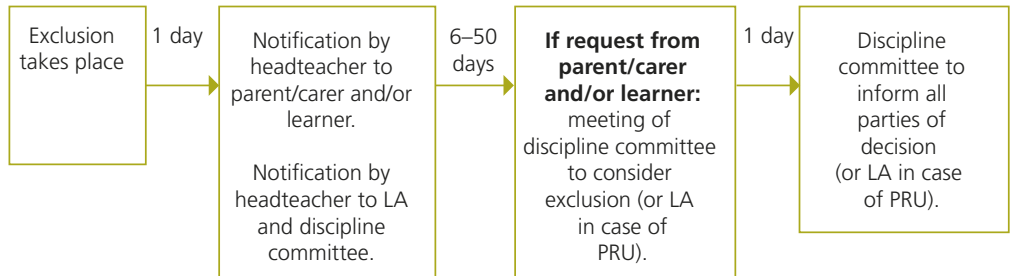 Exclusion
takes place
1 day
Notification by
headteacher to
parent/carer and/or
learner.
Notification by
headteacher to LA
and discipline
committee.
6–50
days
If request from
parent/carer
and/or learner:
meeting of
discipline committee
to consider
exclusion (or LA
in case of
PRU).
1 day
Discipline
committee to
inform all
parties of
decision
(or LA in case
of PRU).